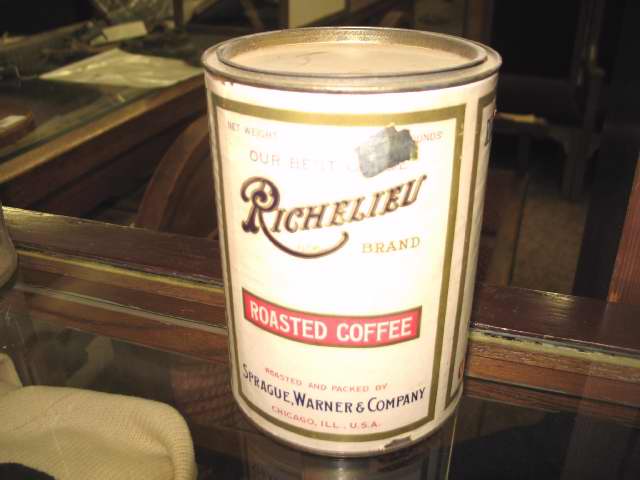 NET WEIGHT
OUR BEST
RICHELIEU
BRAND
ROASTED COFFEE
ROASTED AND PACKED BY
SPRAGUE, WARNER & COMPANY
CHICAGO, ILL. U.S.A.